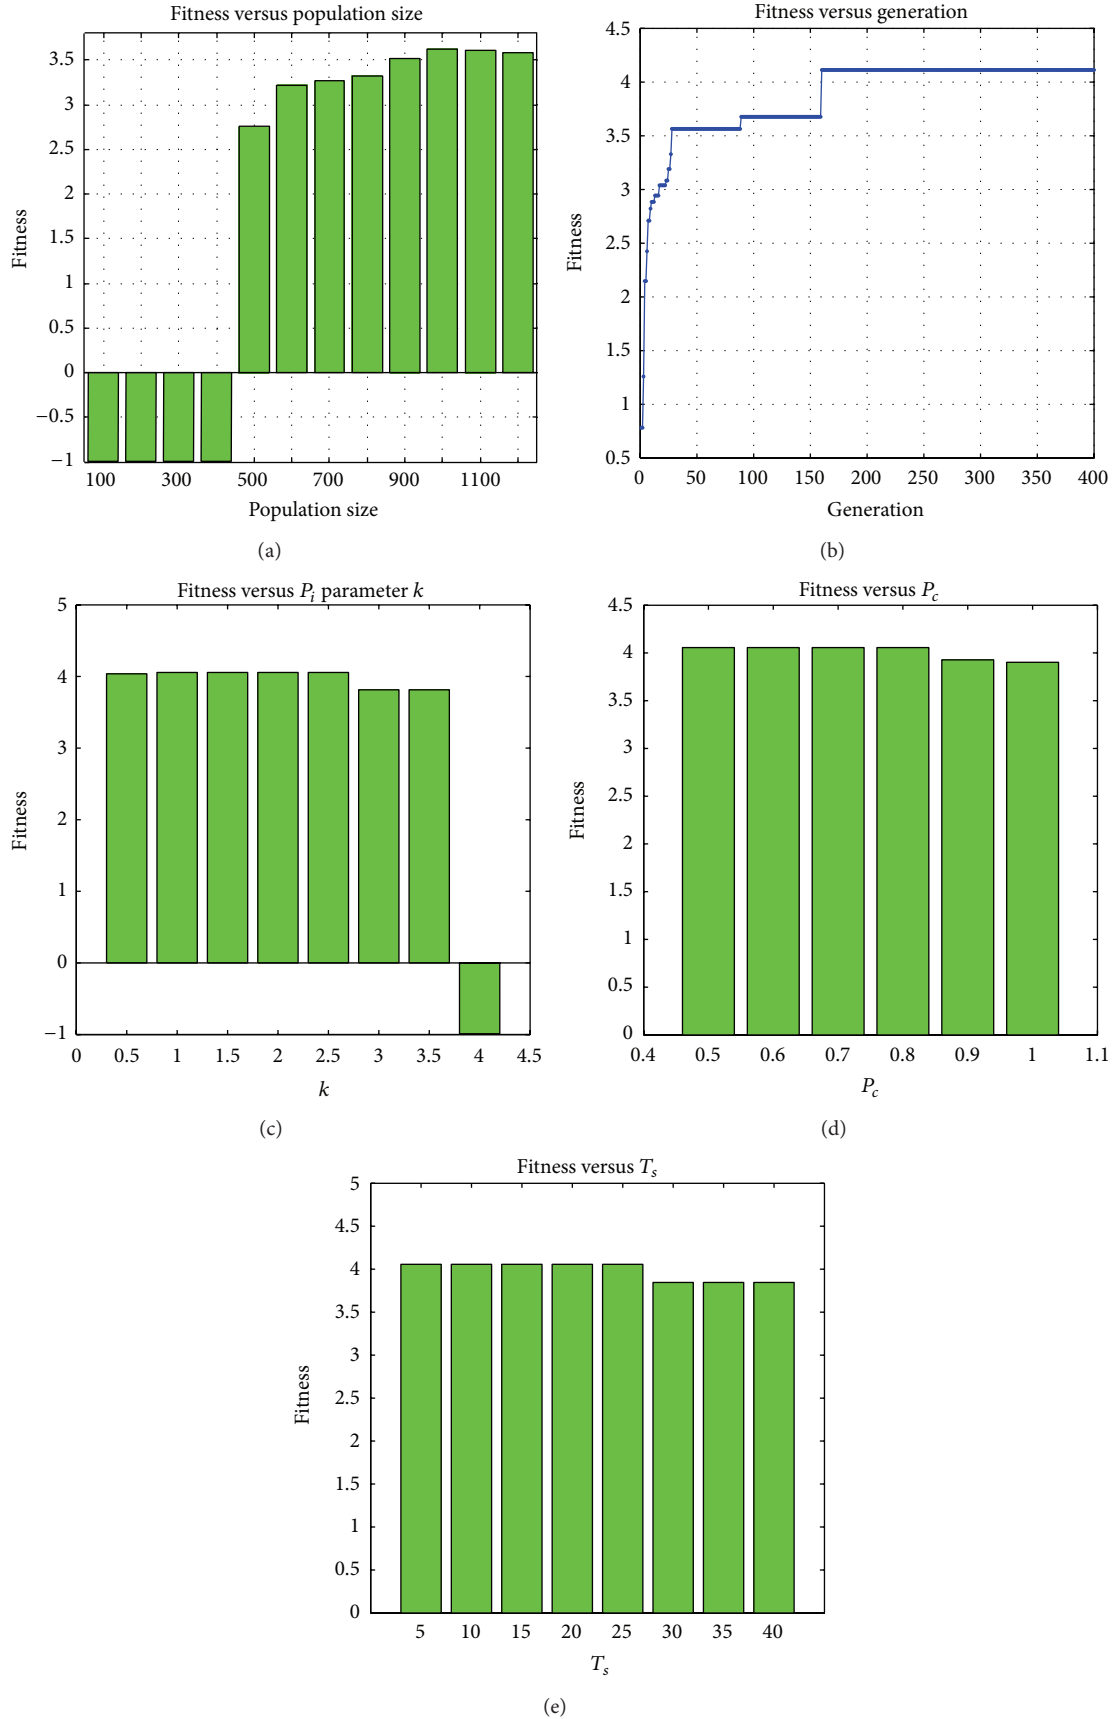 Fitness versus population size
3.5
3
2.5
2
1.5
1
0.5
0
−0.5
−1
Fitness
100 300 500 700 900 1100
Population size
(a)
Fitness versus generation
4.5
4
3.5
3
2.5
2
1.5
1
0.5
Fitness
0 50 100 150 200 250 300 350 400
Generation
(b)
Fitness versus P_i parameter k
5
4
3
2
1
0
−1
Fitness
0 0.5 1 1.5 2 2.5 3 3.5 4 4.5
k
(c)
Fitness versus P_c
4.5
4
3.5
3
2.5
2
1.5
1
0.5
0
Fitness
0.4 0.5 0.6 0.7 0.8 0.9 1 1.1
P_c
(d)
Fitness versus T_s
5
4.5
4
3.5
3
2.5
2
1.5
1
0.5
0
Fitness
5 10 15 20 25 30 35 40
T_s
(e)